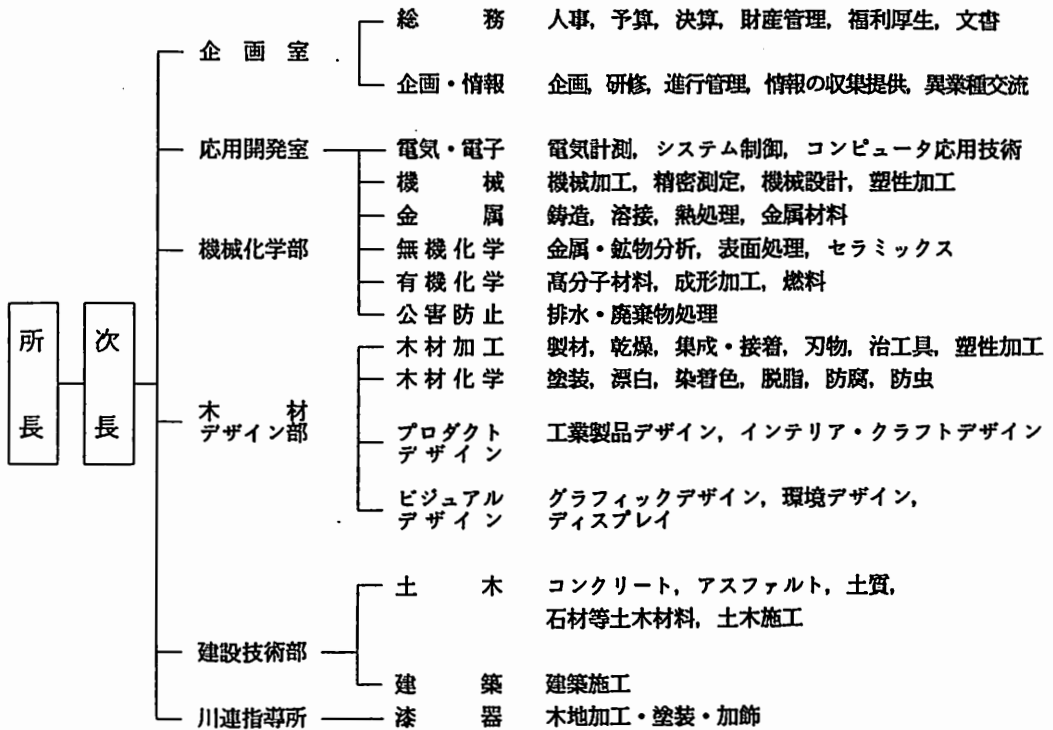 総務 人事，予算，決算，財産管理，福利厚生，文書
企画室
企画・情報 企画，研修，進行管理，情報の収集提供，異業種交流
応用開発室 電気・電子 電気計測，システム制御，コンピュータ応用技術
機械 機械加工，精密測定，機械設計，塑性加工
金属 鋳造，溶接，熱処理，金属材料
機械化学部 無機化学 金属・鉱物分析，表面処理，セラミックス
有機化学 高分子材料，成形加工，燃料
公害防止 排水・廃棄物処理
所長 次長
木材加工 製材，乾燥，集成・接着，刃物，治工具，塑性加工
木材化学 塗装，漂白，染着色，脱脂，防腐，防虫
木材
デザイン部
プロダクト 工業製品デザイン，インテリア・クラフトデザイン
デザイン
ビジュアル グラフィックデザイン，環境デザイン，
デザイン ディスプレイ
土木 コンクリート，アスファルト，土質，
石材等土木材料，土木施工
建設技術部
建築 建築施工
川連指導所 漆器 木地加工・塗装・加飾